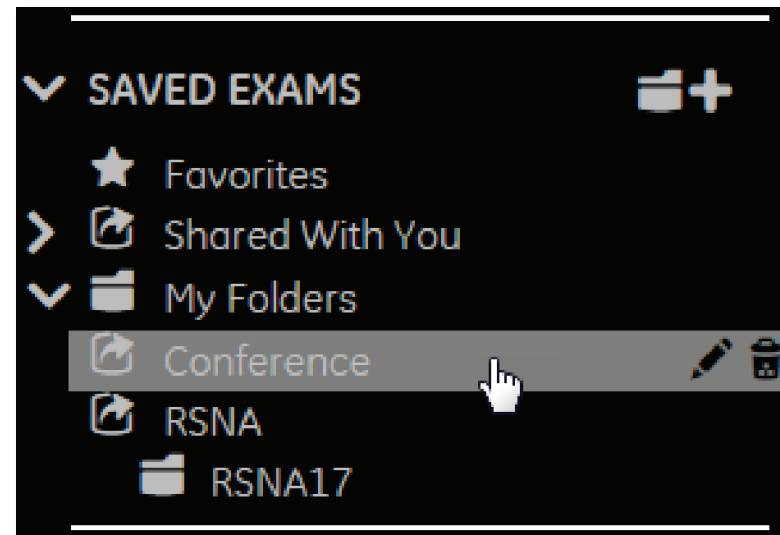 SAVED EXAMS
Favorites
Shared With You
My Folders
Conference
RSNA
RSNA17